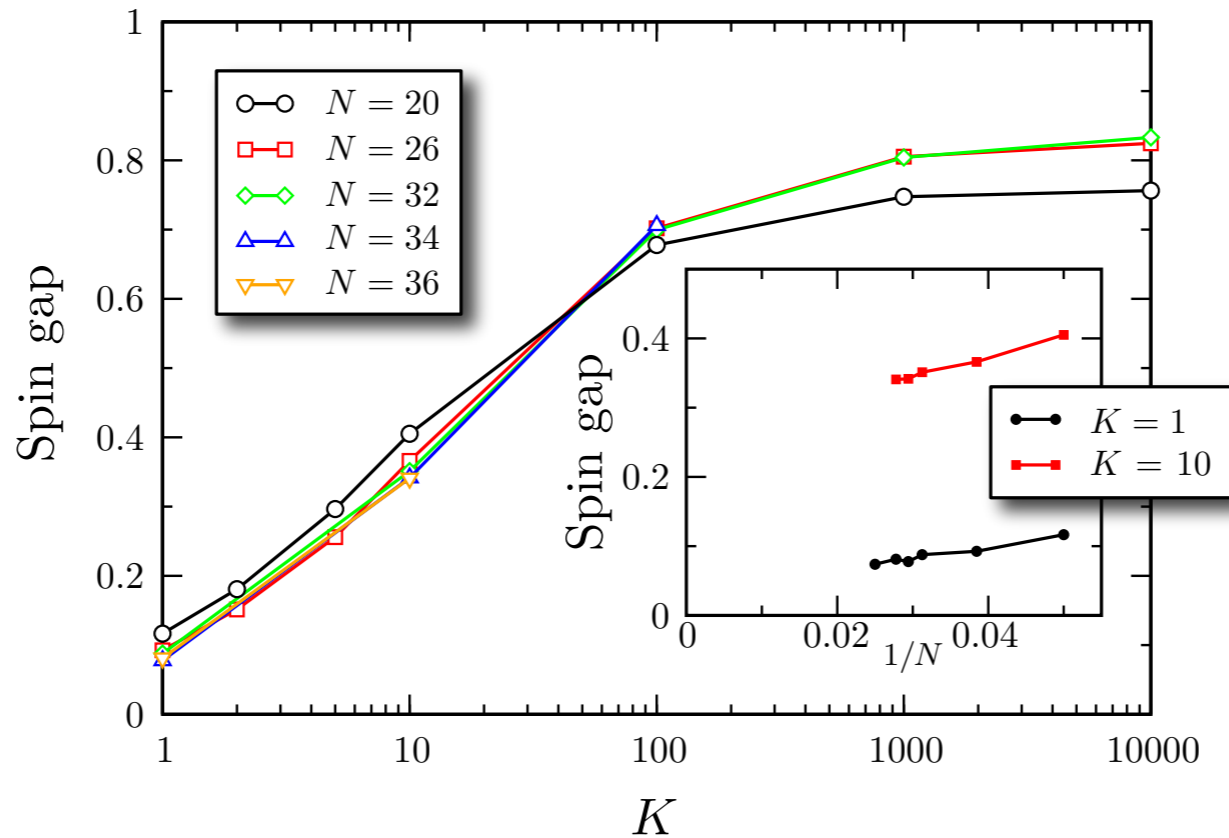 Spin gap
1
0.8
0.6
0.4
0.2
0
1
10
100
1000
10000
K
N = 20
N = 26
N = 32
N = 34
N = 36
Spin gap
0.4
0.2
0
0
0.02
0.04
1/N
K = 1
K = 10